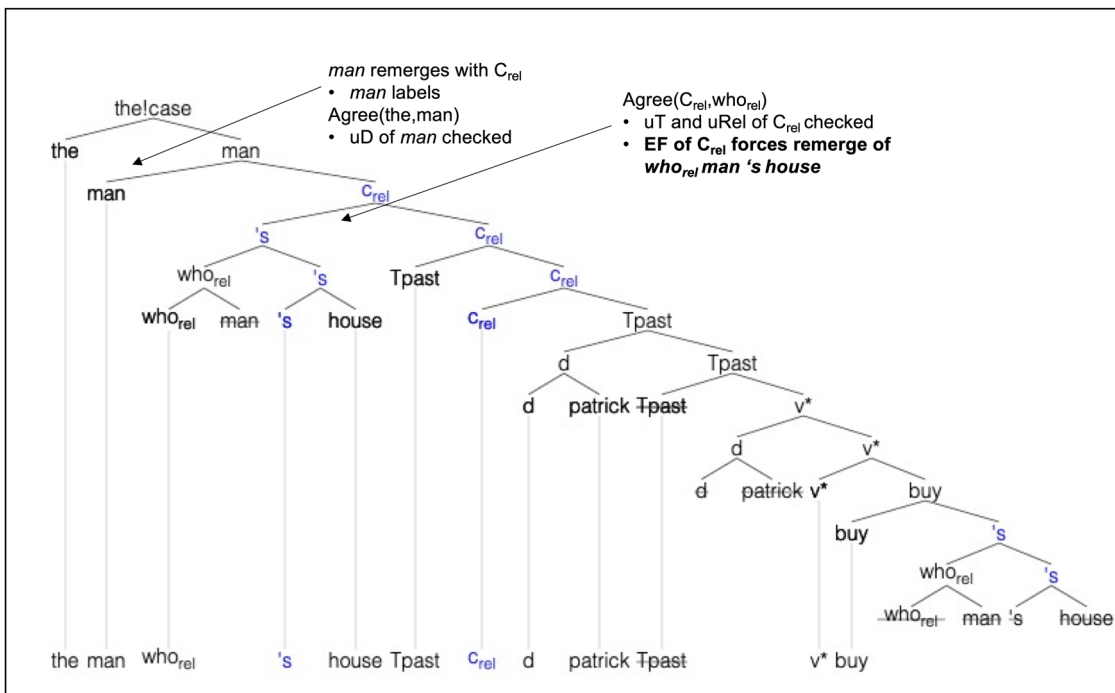 man remerges with Crel
• man labels
Agree(the,man)
• uD of man checked
Agree(Crel,whorel)
• uT and uRel of Crel checked
• EF of Crel forces remerge of
whorel man ‘s house
the!case
the man
man Crel
's Crel
whorel 's Tpast Crel
whorel man 's house Crel Tpast
d Tpast
d patrick Tpast v*
d v*
d patrick v* buy
buy 's
whorel 's
whorel man 's house
the man whorel 's house Tpast Crel d patrick Tpast v* buy